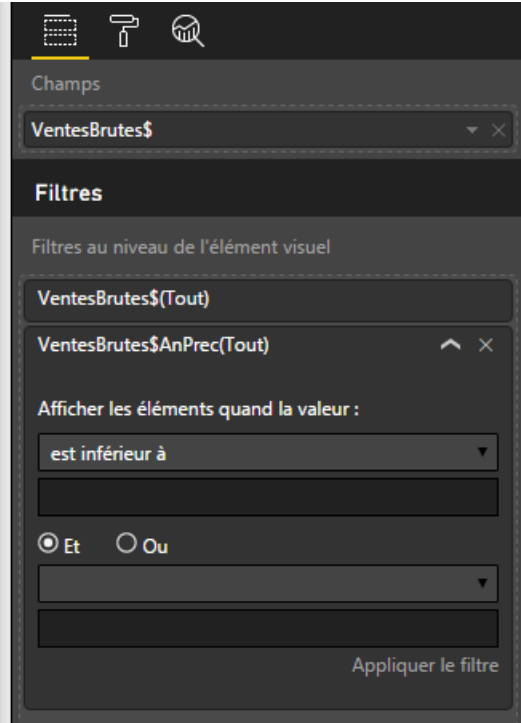 Champs
VentesBrutes$
Filtres
Filtres au niveau de l'élément visuel
VentesBrutes$(Tout)
VentesBrutes$AnPrec(Tout)
Afficher les éléments quand la valeur :
est inférieur à
Et Ou
Appliquer le filtre